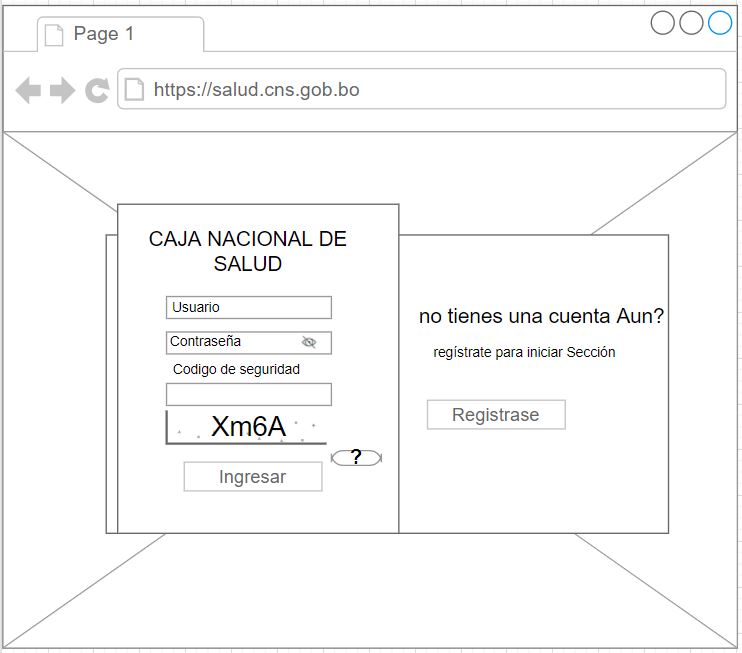 Page 1
https://salud.cns.gob.bo
CAJA NACIONAL DE
SALUD
Usuario
Contraseña
Codigo de seguridad
Xm6A
?
Ingresar
no tienes una cuenta Aun?
regístrate para iniciar Sección
Registrase